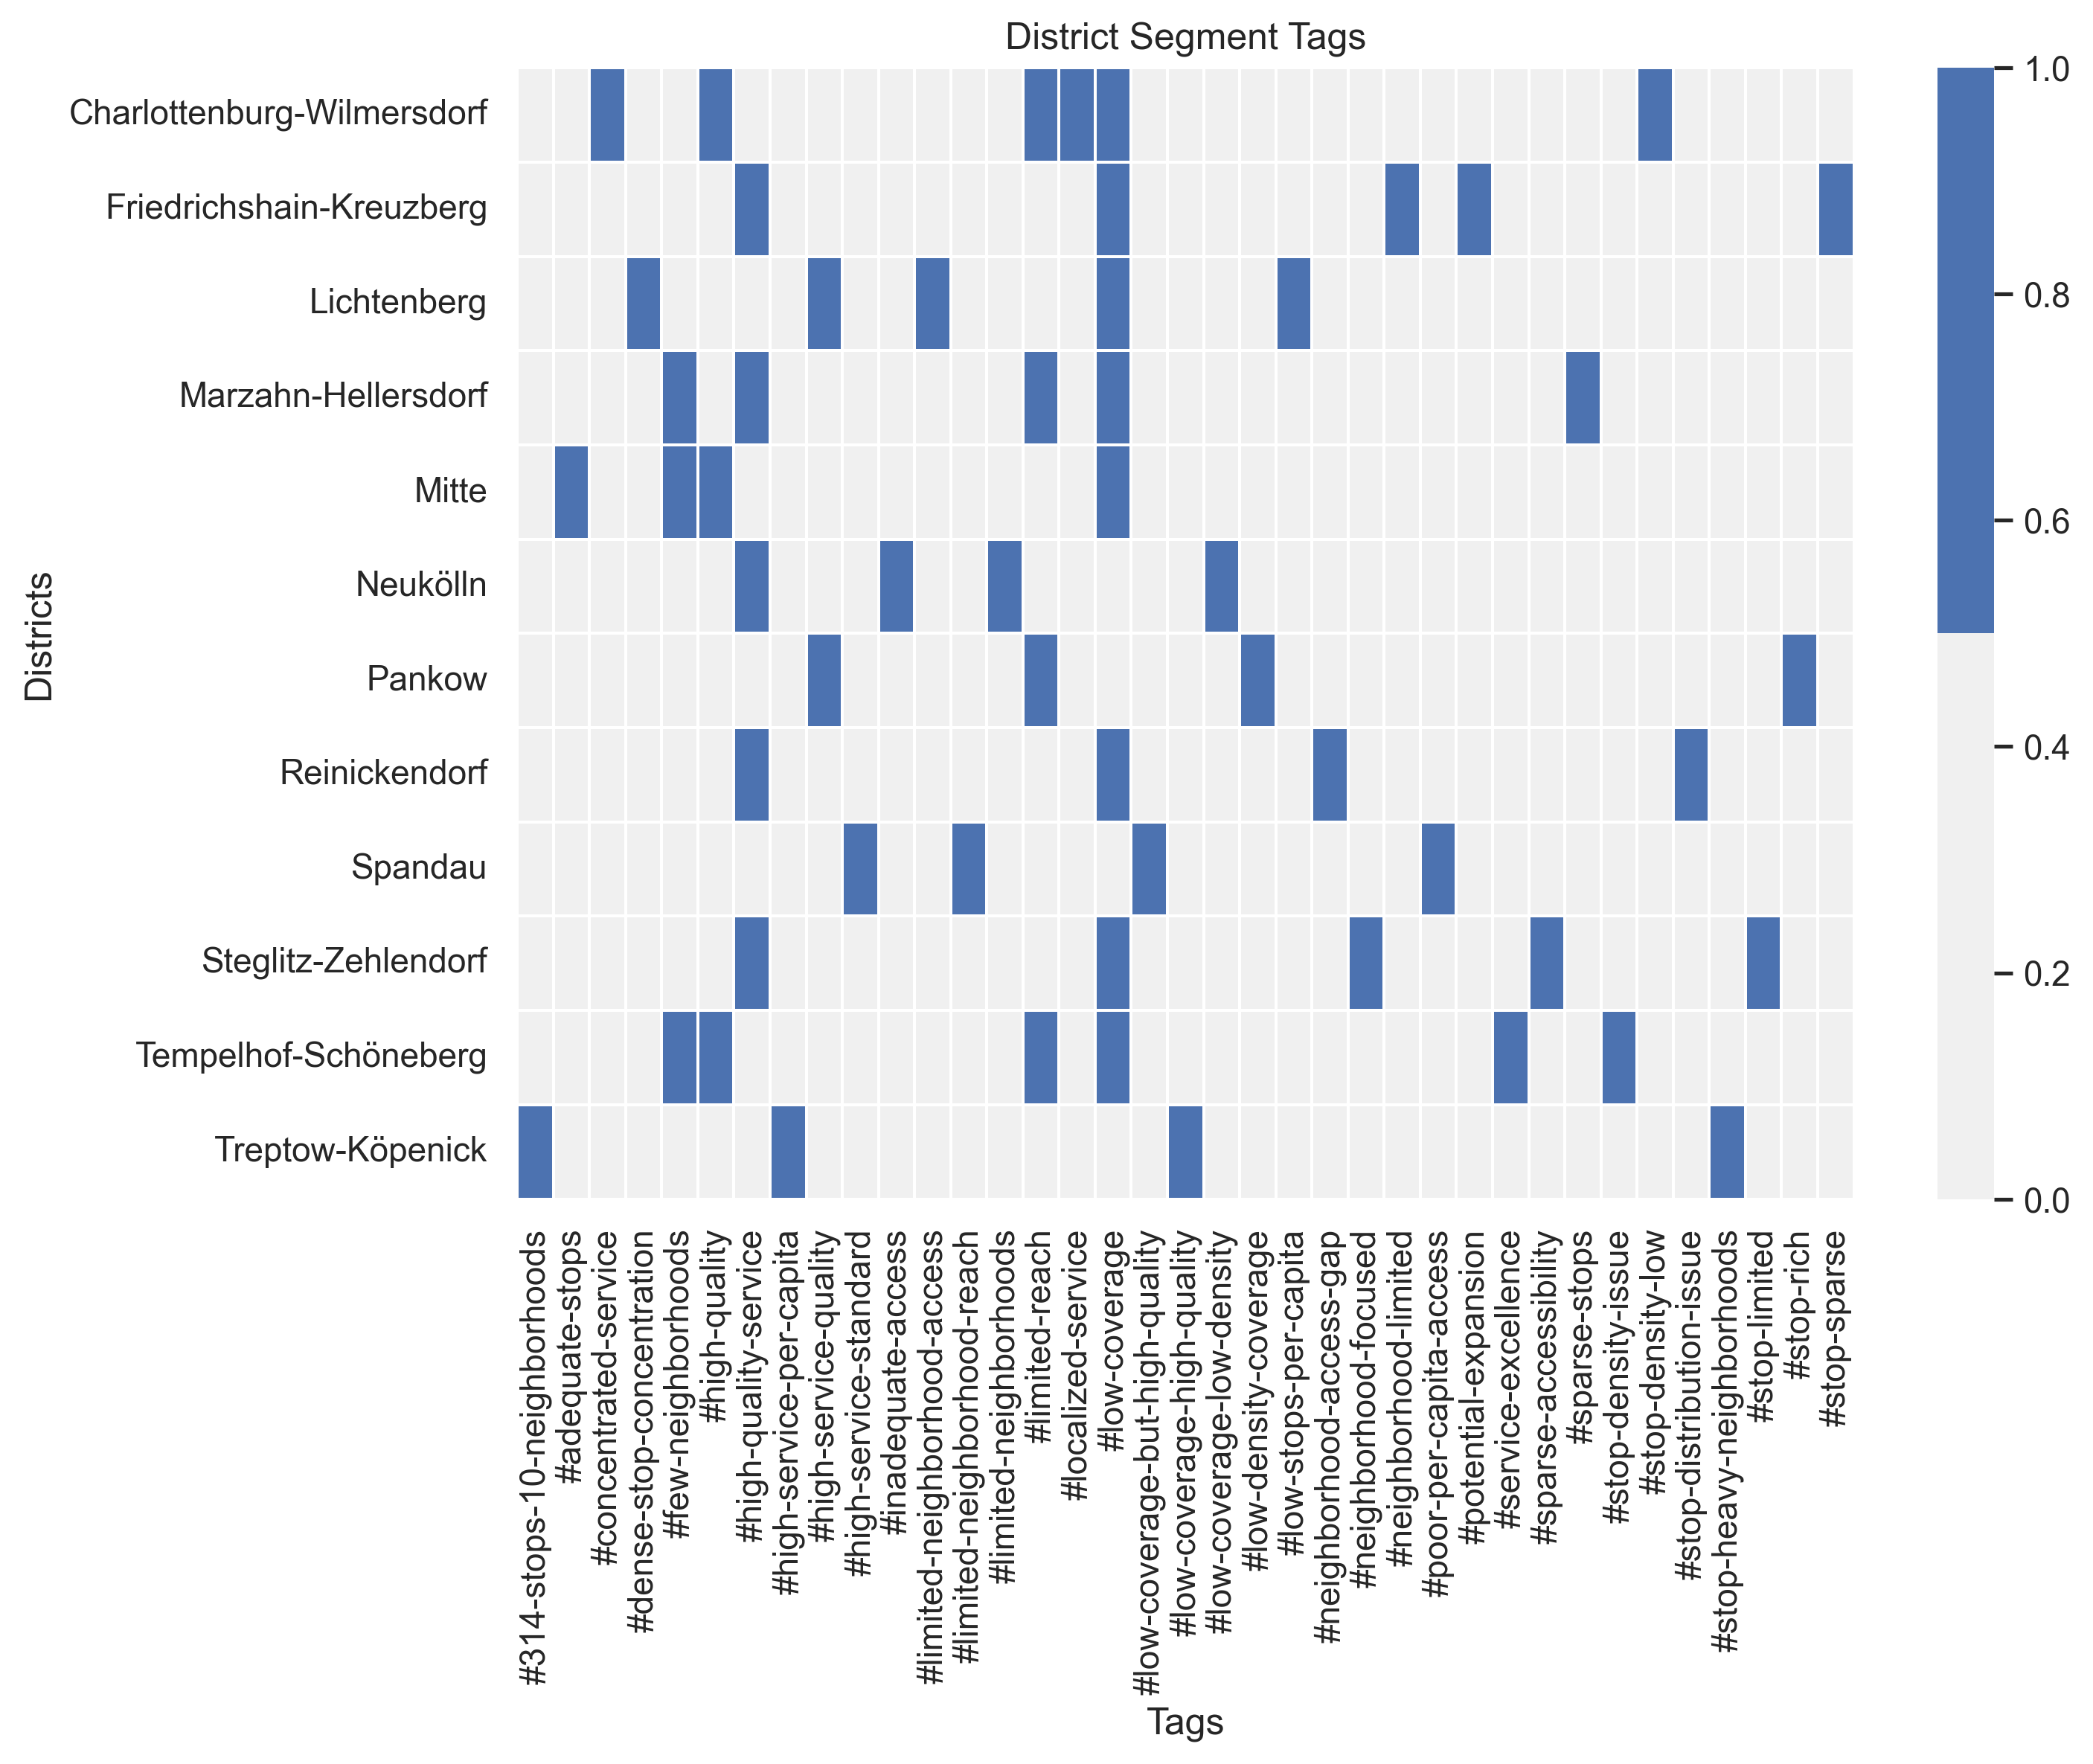 District Segment Tags
Charlottenburg-Wilmersdorf
Friedrichshain-Kreuzberg
Lichtenberg
Marzahn-Hellersdorf
Mitte
Neukölln
Pankow
Reinickendorf
Spandau
Steglitz-Zehlendorf
Tempelhof-Schöneberg
Treptow-Köpenick
Districts
#314-stops-10-neighborhoods
#adequate-stops
#concentrated-service
#dense-stop-concentration
#few-neighborhoods
#high-quality
#high-quality-service
#high-service-per-capita
#high-service-quality
#high-service-standard
#inadequate-access
#limited-neighborhood-access
#limited-neighborhood-reach
#limited-neighborhoods
#limited-reach
#localized-service
#low-coverage
#low-coverage-but-high-quality
#low-coverage-high-quality
#low-coverage-low-density
#low-density-coverage
#low-stops-per-capita
#neighborhood-access-gap
#neighborhood-focused
#neighborhood-limited
#poor-per-capita-access
#potential-expansion
#service-excellence
#sparse-accessibility
#sparse-stops
#stop-density-issue
#stop-density-low
#stop-distribution-issue
#stop-heavy-neighborhoods
#stop-limited
#stop-rich
#stop-sparse
Tags
1.0
0.8
0.6
0.4
0.2
0.0